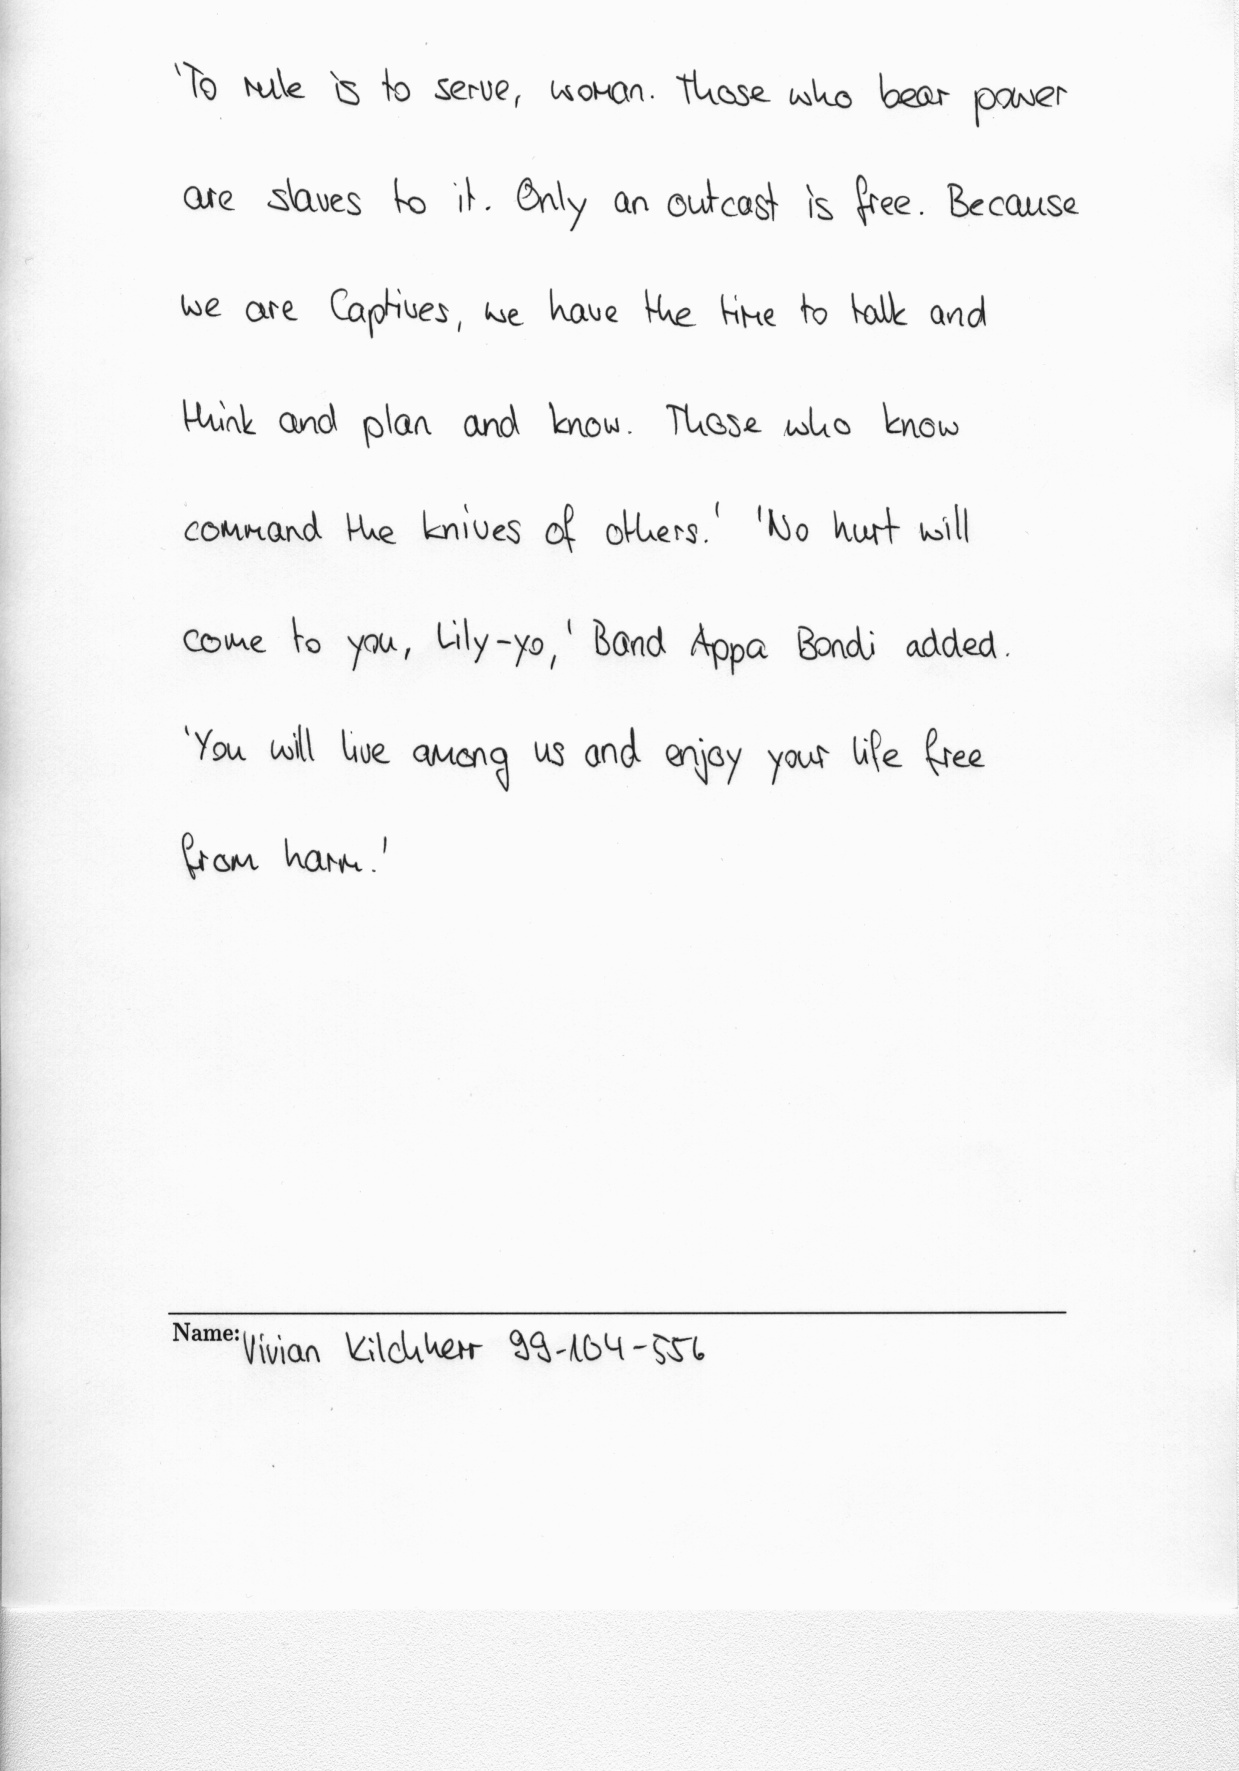 'To rule is to serve, woman. Those who bear power
are slaves to it. Only an outcast is free. Because
we are Captives, we have the time to talk and
think and plan and know. Those who know
command the knives of others.' 'No hurt will
come to you, Lily-yo,' Band Appa Bondi added.
'You will live among us and enjoy your life free
from harm.'
Name: Vivian Kilchherr 99-104-556